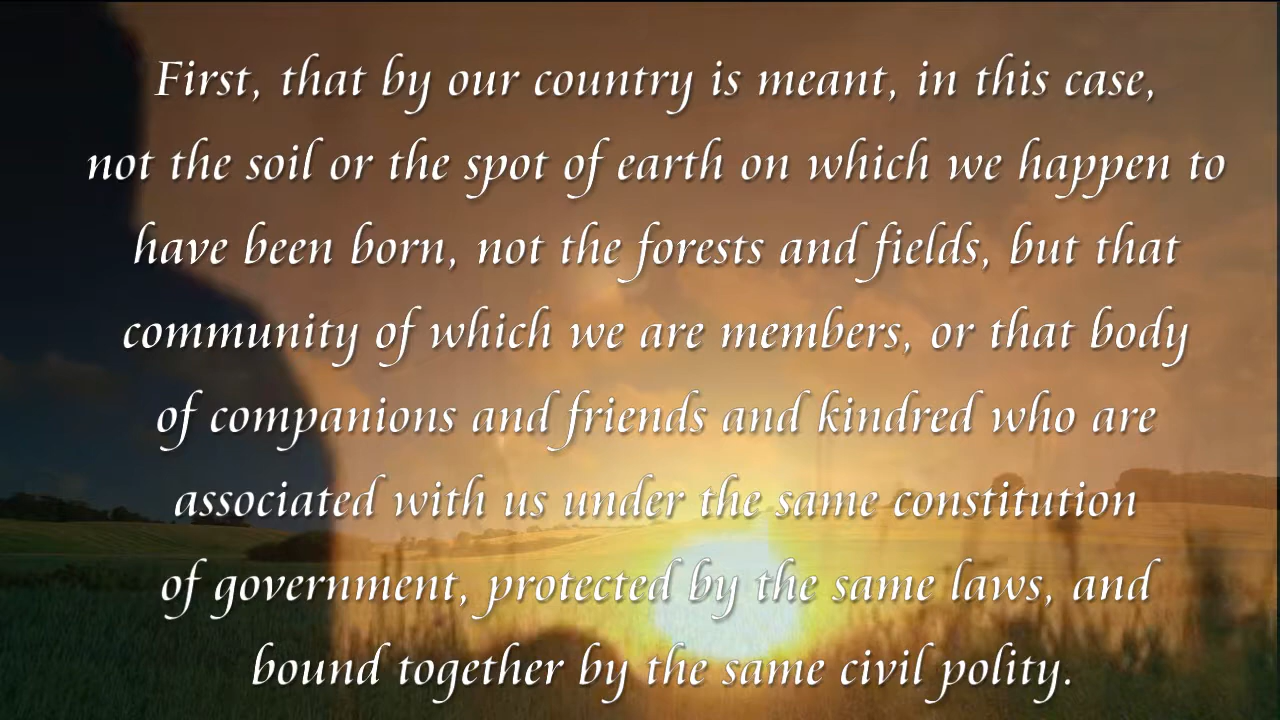 First, that by our country is meant, in this case,
not the soil or the spot of earth on which we happen to
have been born, not the forests and fields, but that
community of which we are members, or that body
of companions and friends and kindred who are
associated with us under the same constitution
of government, protected by the same laws, and
bound together by the same civil polity.